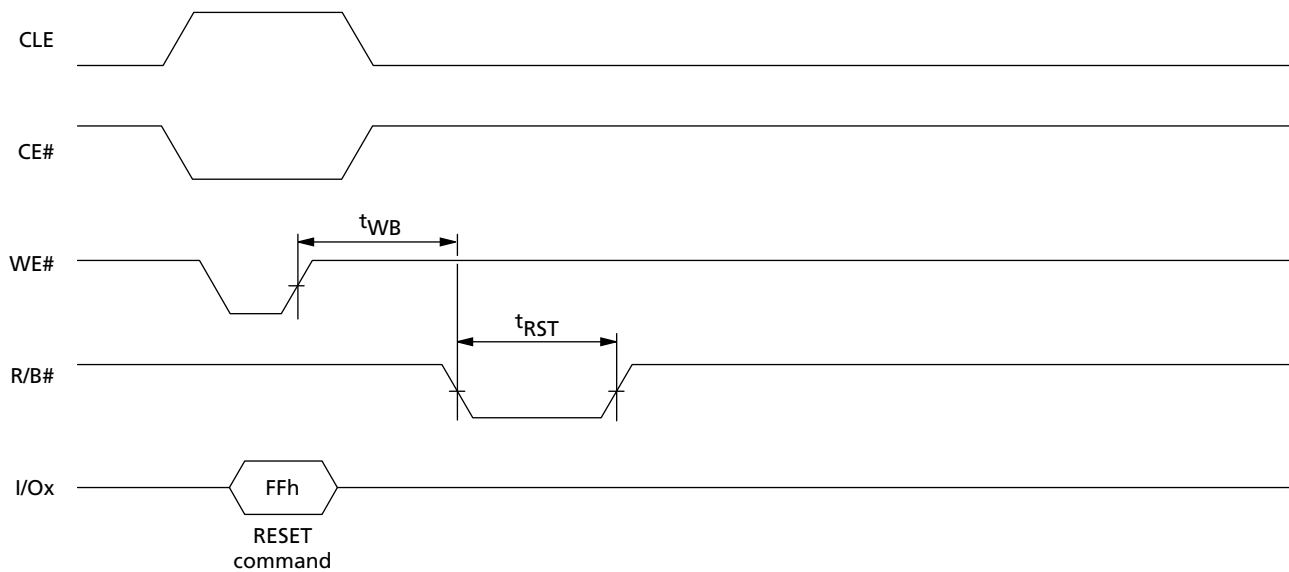 CLE
CE#
tWB
WE#
tRST
R/B#
I/Ox
FFh
RESET
command